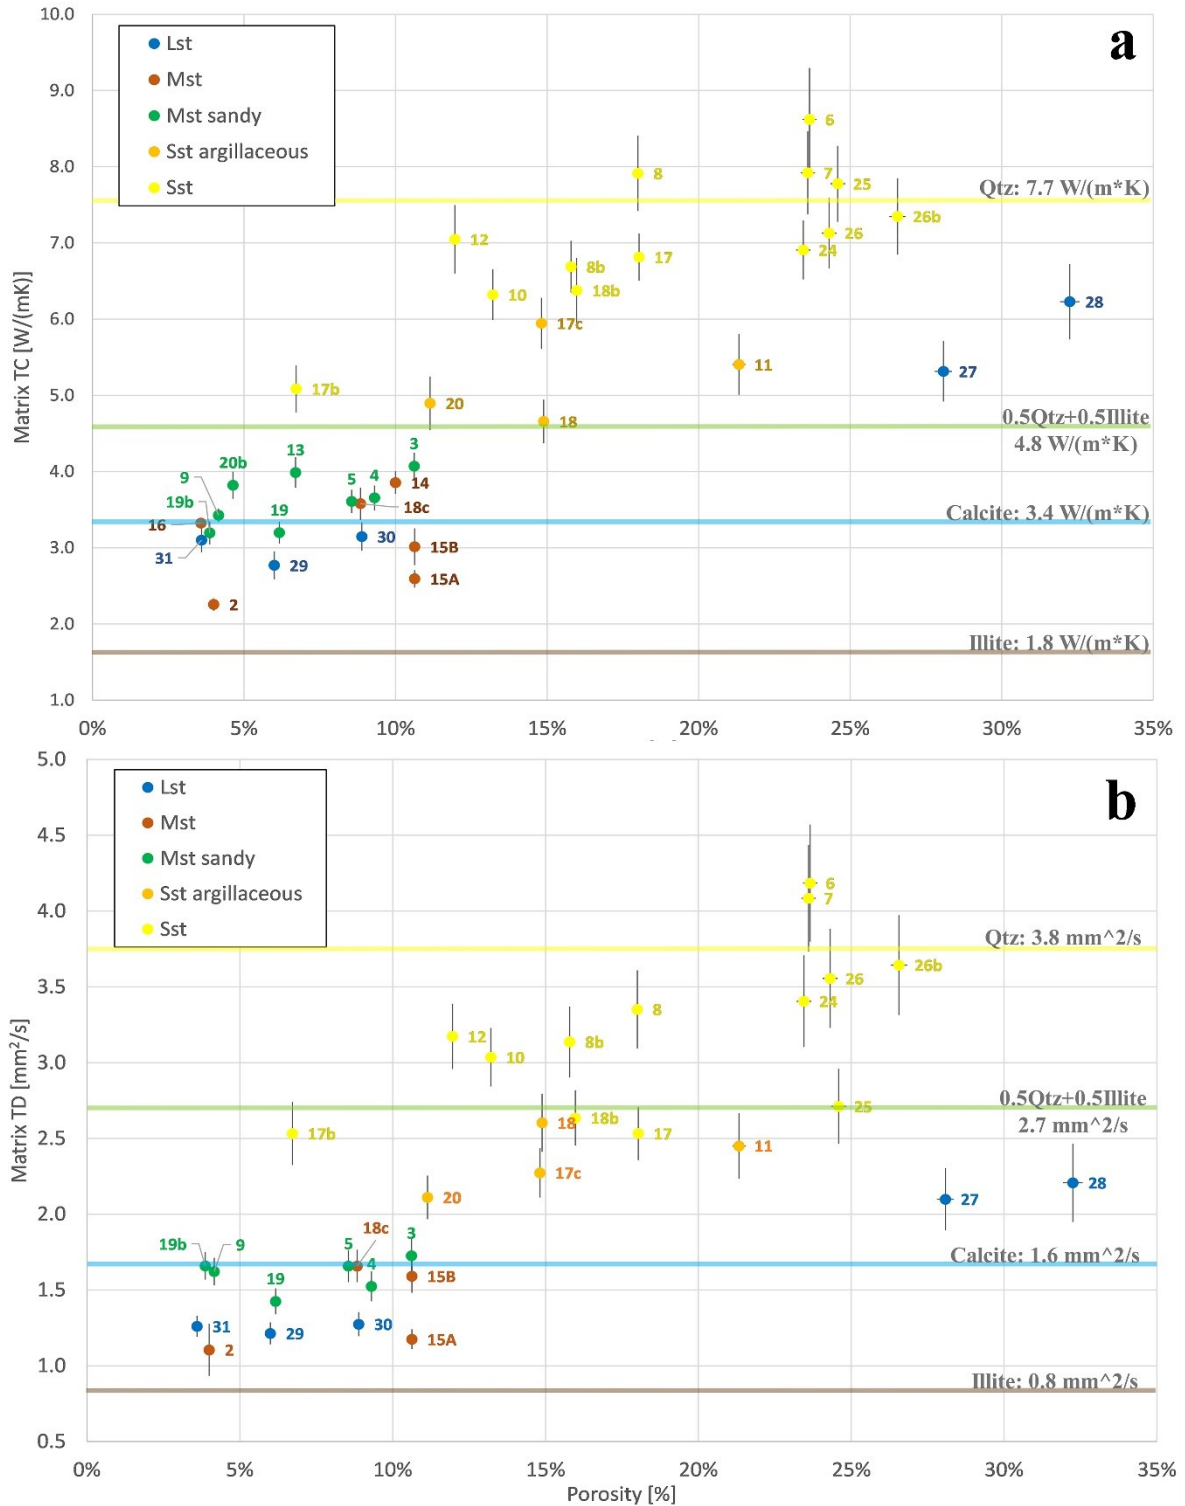 10.0
a
Lst
Mst
Mst sandy
Sst argillaceous
Sst
9.0
8.0
7.0
6.0
5.0
4.0
3.0
2.0
1.0
Matrix TC [W/(mK)]
6
8
7
25
Qtz: 7.7 W/(m*K)
26b
12
26
24
17
8b
18b
10
28
17c
11
27
17b
20
18
0.5Qtz+0.5Illite
4.8 W/(m*K)
3
13
20b
9
5
4
14
19b
19
18c
Calcite: 3.4 W/(m*K)
16
31
30
15B
29
15A
2
Illite: 1.8 W/(m*K)
0% 5% 10% 15% 20% 25% 30% 35%
5.0
b
Lst
Mst
Mst sandy
Sst argillaceous
Sst
4.5
4.0
3.5
3.0
2.5
2.0
1.5
1.0
0.5
Matrix TD [mm²/s]
6
7
Qtz: 3.8 mm^2/s
26b
26
24
8
12
8b
10
0.5Qtz+0.5Illite
2.7 mm^2/s
25
18
18b
17
17b
11
17c
20
28
27
18c
3
19b
9
5
4
Calcite: 1.6 mm^2/s
15B
19
31
29
30
15A
2
Illite: 0.8 mm^2/s
0% 5% 10% 15% 20% 25% 30% 35%
Porosity [%]